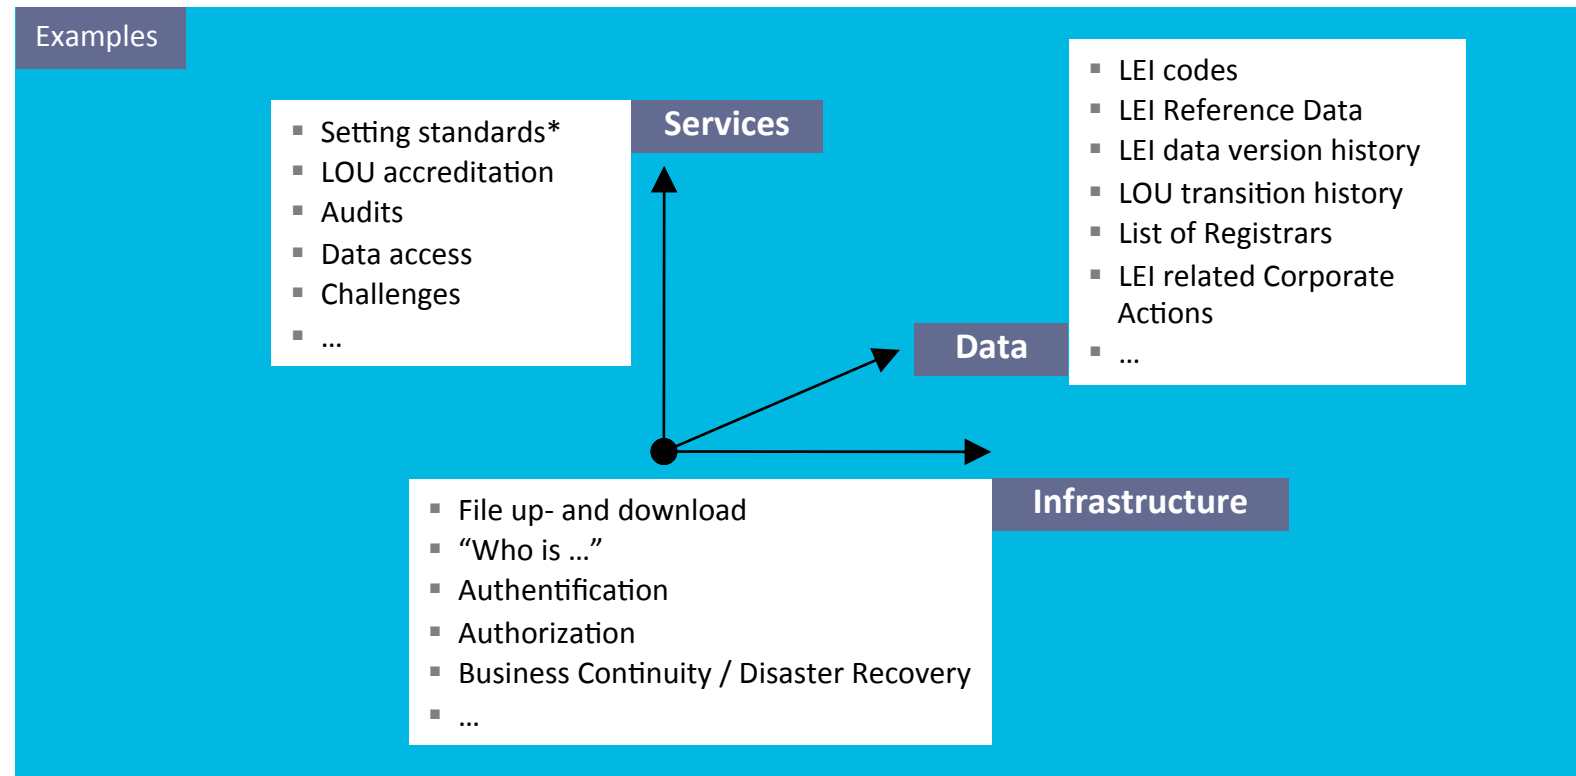 Examples
Services
Setting standards*
LOU accreditation
Audits
Data access
Challenges
...
Data
LEI codes
LEI Reference Data
LEI data version history
LOU transition history
List of Registrars
LEI related Corporate
Actions
...
Infrastructure
File up- and download
“Who is ...”
Authentification
Authorization
Business Continuity / Disaster Recovery
...